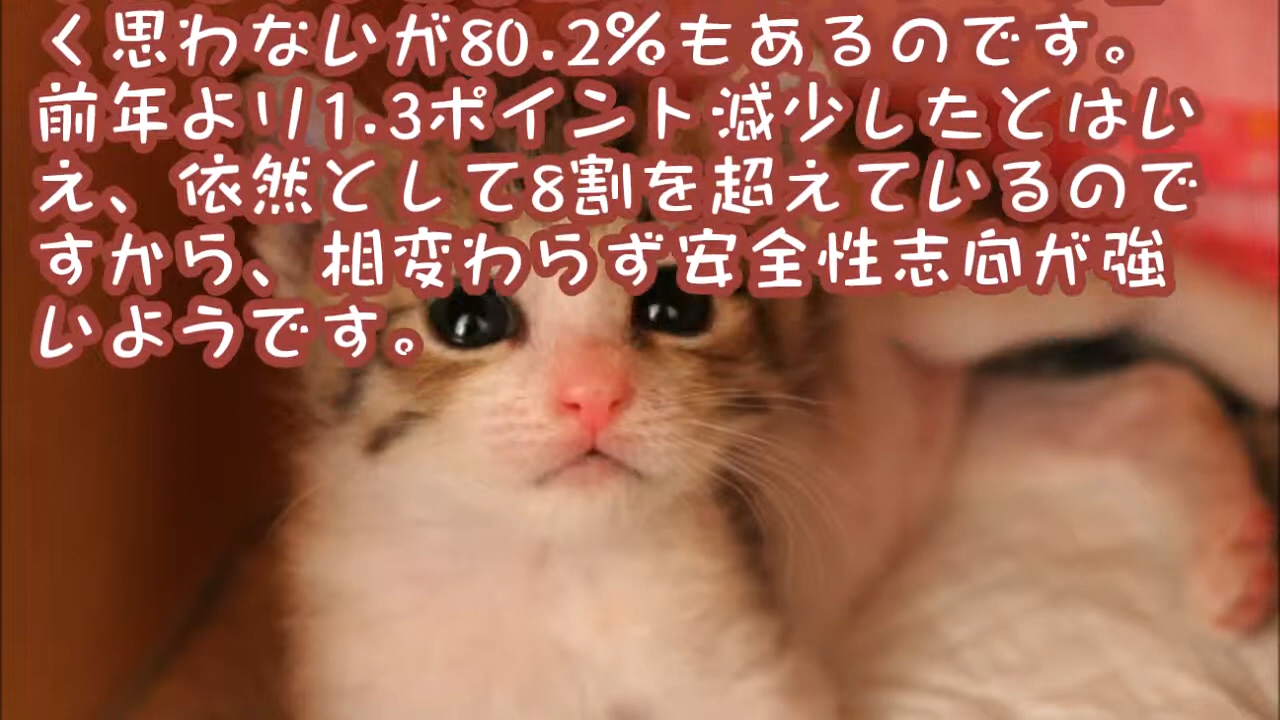 く思わないが80.2%もあるのです。
前年より1.3ポイント減少したとはい
え、依然として8割を超えているので
すから、相変わらず安全性志向が強
いようです。